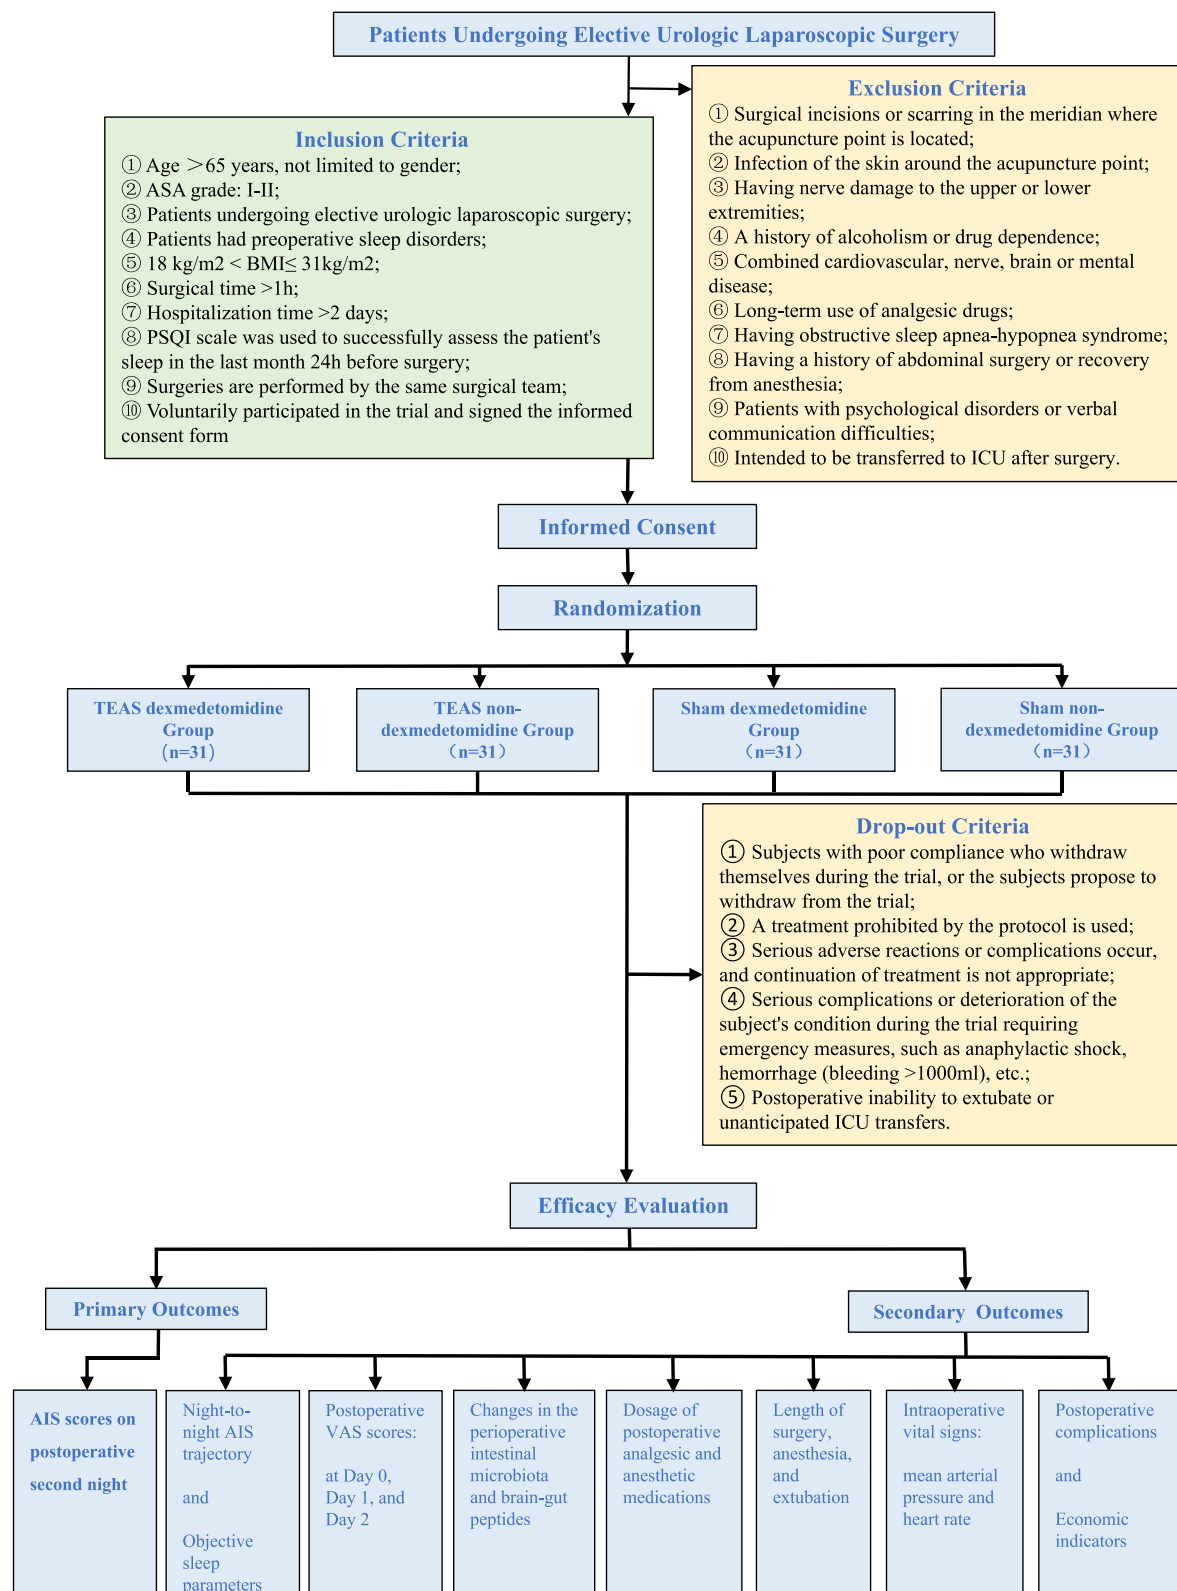 Patients Undergoing Elective Urologic Laparoscopic Surgery
Inclusion Criteria
① Age >65 years, not limited to gender;
② ASA grade: I-II;
③ Patients undergoing elective urologic laparoscopic surgery;
④ Patients had preoperative sleep disorders;
⑤ 18 kg/m2 < BMI≤ 31kg/m2;
⑥ Surgical time >1h;
⑦ Hospitalization time >2 days;
⑧ PSQI scale was used to successfully assess the patient's
sleep in the last month 24h before surgery;
⑨ Surgeries are performed by the same surgical team;
⑩ Voluntarily participated in the trial and signed the informed
consent form
Exclusion Criteria
① Surgical incisions or scarring in the meridian where
the acupuncture point is located;
② Infection of the skin around the acupuncture point;
③ Having nerve damage to the upper or lower
extremities;
④ A history of alcoholism or drug dependence;
⑤ Combined cardiovascular, nerve, brain or mental
disease;
⑥ Long-term use of analgesic drugs;
⑦ Having obstructive sleep apnea-hypopnea syndrome;
⑧ Having a history of abdominal surgery or recovery
from anesthesia;
⑨ Patients with psychological disorders or verbal
communication difficulties;
⑩ Intended to be transferred to ICU after surgery.
Informed Consent
Randomization
TEAS dexmedetomidine
Group
(n=31)
TEAS non-
dexmedetomidine Group
（n=31）
Sham dexmedetomidine
Group
（n=31）
Sham non-
dexmedetomidine Group
（n=31）
Drop-out Criteria
① Subjects with poor compliance who withdraw
themselves during the trial, or the subjects propose to
withdraw from the trial;
② A treatment prohibited by the protocol is used;
③ Serious adverse reactions or complications occur,
and continuation of treatment is not appropriate;
④ Serious complications or deterioration of the
subject's condition during the trial requiring
emergency measures, such as anaphylactic shock,
hemorrhage (bleeding >1000ml), etc.;
⑤ Postoperative inability to extubate or
unanticipated ICU transfers.
Efficacy Evaluation
Primary Outcomes
Secondary Outcomes
AIS scores on
postoperative
second night
Night-to-
night AIS
trajectory
and
Objective
sleep
parameters
Postoperative
VAS scores:
at Day 0,
Day 1, and
Day 2
Changes in the
perioperative
intestinal
microbiota
and brain-gut
peptides
Dosage of
postoperative
analgesic and
anesthetic
medications
Length of
surgery,
anesthesia,
and
extubation
Intraoperative
vital signs:
mean arterial
pressure and
heart rate
Postoperative
complications
and
Economic
indicators